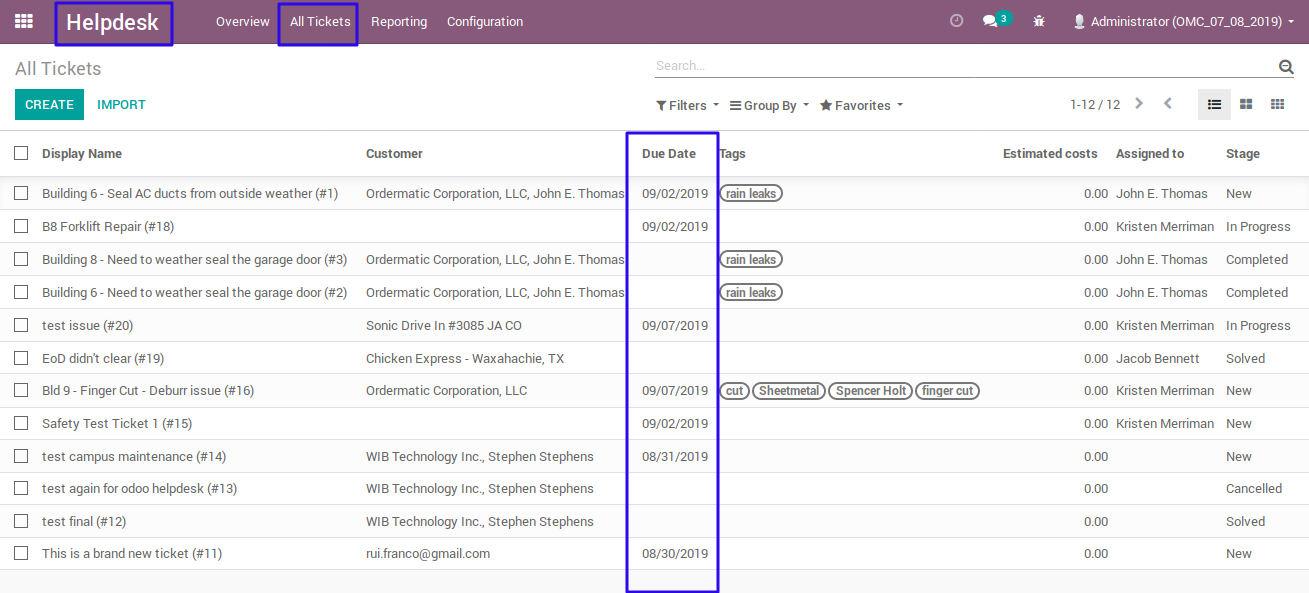 Helpdesk Overview All Tickets Reporting Configuration 3 Administrator (OMC_07_08_2019)
All Tickets Search...
CREATE IMPORT Filters Group By Favorites 1-12 / 12
Display Name Customer Due Date Tags Estimated costs Assigned to Stage
Building 6 - Seal AC ducts from outside weather (#1) Ordermatic Corporation, LLC, John E. Thomas 09/02/2019 rain leaks 0.00 John E. Thomas New
B8 Forklift Repair (#18) 09/02/2019 0.00 Kristen Merriman In Progress
Building 8 - Need to weather seal the garage door (#3) Ordermatic Corporation, LLC, John E. Thomas rain leaks 0.00 John E. Thomas Completed
Building 6 - Need to weather seal the garage door (#2) Ordermatic Corporation, LLC, John E. Thomas rain leaks 0.00 John E. Thomas Completed
test issue (#20) Sonic Drive In #3085 JA CO 09/07/2019 0.00 Kristen Merriman In Progress
EoD didn't clear (#19) Chicken Express - Waxahachie, TX 0.00 Jacob Bennett Solved
Bld 9 - Finger Cut - Deburr issue (#16) Ordermatic Corporation, LLC 09/07/2019 cut Sheetmetal Spencer Holt finger cut 0.00 Kristen Merriman New
Safety Test Ticket 1 (#15) 09/02/2019 0.00 Kristen Merriman New
test campus maintenance (#14) WIB Technology Inc., Stephen Stephens 08/31/2019 0.00 New
test again for odoo helpdesk (#13) WIB Technology Inc., Stephen Stephens 0.00 Cancelled
test final (#12) WIB Technology Inc., Stephen Stephens 0.00 Solved
This is a brand new ticket (#11) rui.franco@gmail.com 08/30/2019 0.00 New